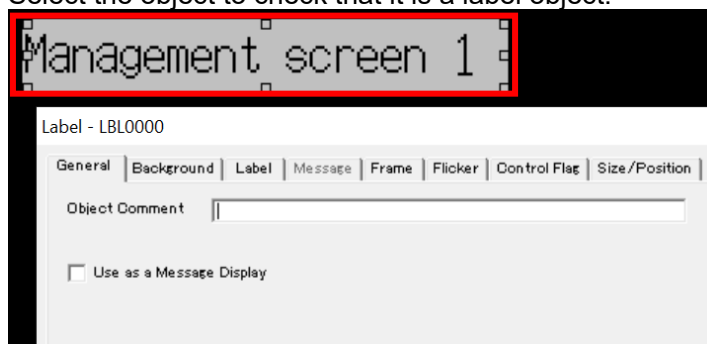 Select the object to check that it is a label object.
Management screen 1
Label - LBL0000
General Background Label Message Frame Flicker Control Flag Size/Position
Object Comment
Use as a Message Display